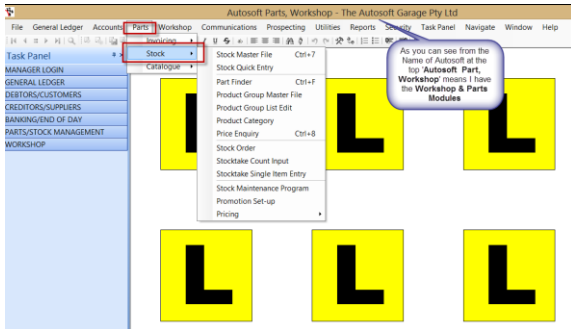 Autosoft Parts, Workshop - The Autosoft Garage Pty Ltd
File General Ledger Accounts Parts Workshop Communications Prospecting Utilities Reports Security Task Panel Navigate Window Help
Invoicing
Task Panel
Stock
Catalogue
MANAGER LOGIN
GENERAL LEDGER
DEBTORS/CUSTOMERS
CREDITORS/SUPPLIERS
BANKING/END OF DAY
PARTS/STOCK MANAGEMENT
WORKSHOP
Stock Master File Ctrl+7
Stock Quick Entry
Part Finder Ctrl+F
Product Group Master File
Product Group List Edit
Product Category
Price Enquiry Ctrl+8
Stock Order
Stocktake Count Input
Stocktake Single Item Entry
Stock Maintenance Program
Promotion Set-up
Pricing
As you can see from the
Name of Autosoft at the
top 'Autosoft Part,
Workshop' means I have
the Workshop & Parts
Modules
L L L
L L L